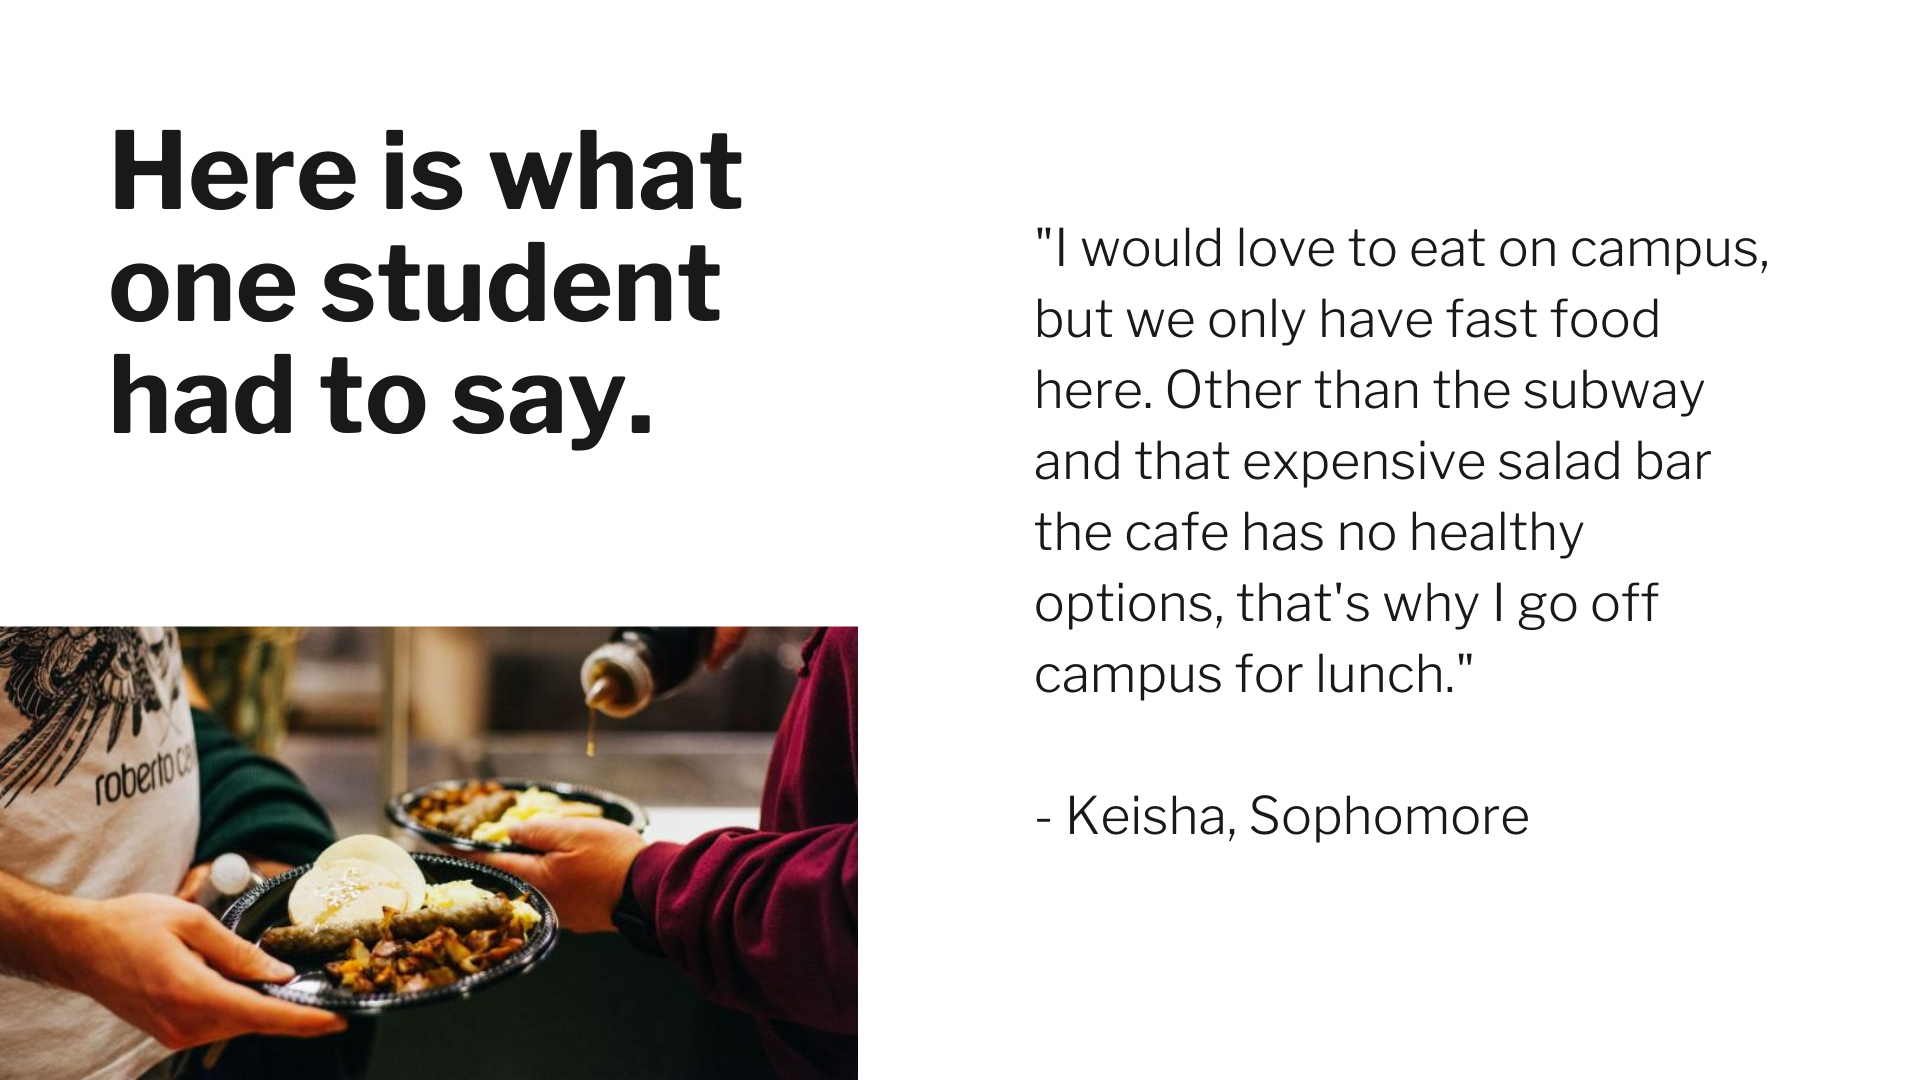 Here is what
one student
had to say.
"I would love to eat on campus,
but we only have fast food
here. Other than the subway
and that expensive salad bar
the cafe has no healthy
options, that's why I go off
campus for lunch."
- Keisha, Sophomore
roberto